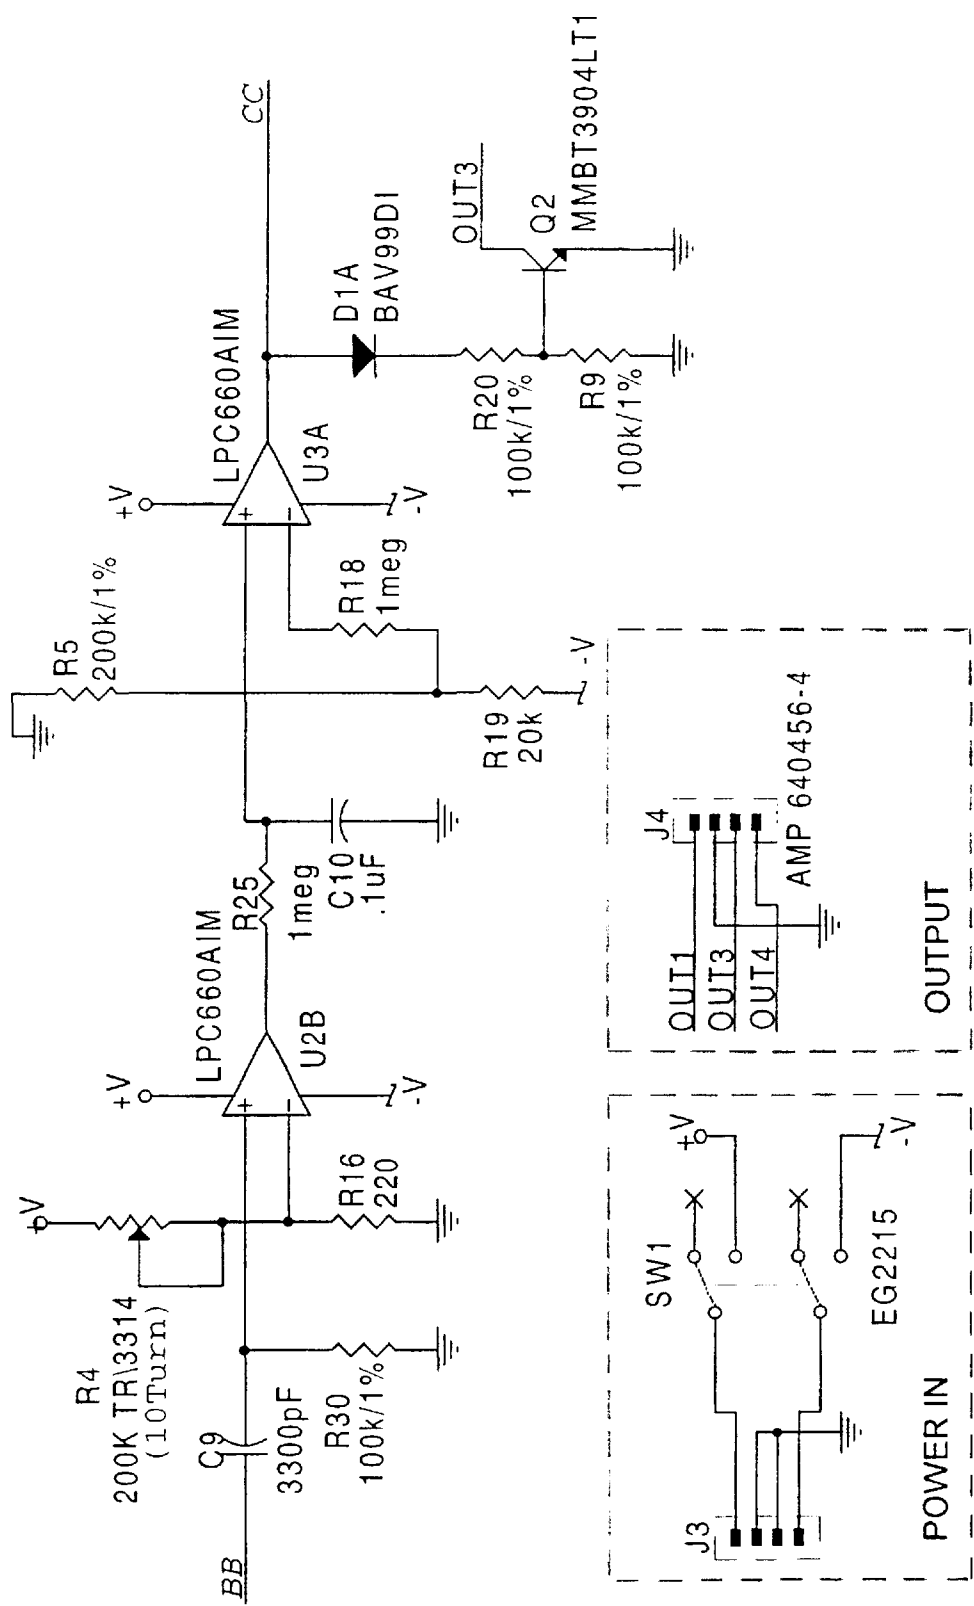 BB
C9
3300pF
R30
100k/1%
R4
200K TR\3314
(10Turn)
+V
R16
220
+V
LPC660AIM
+
−
U2B
-V
R25
1meg
C10
.1uF
R5
200k/1%
R19
20k
-V
R18
1meg
+V
LPC660AIM
+
−
U3A
-V
CC
D1A
BAV99DI
R20
100k/1%
R9
100k/1%
OUT3
Q2
MMBT3904LT1
J3
SW1
+V
-V
EG2215
POWER IN
OUT1
OUT3
OUT4
J4
AMP 640456-4
OUTPUT